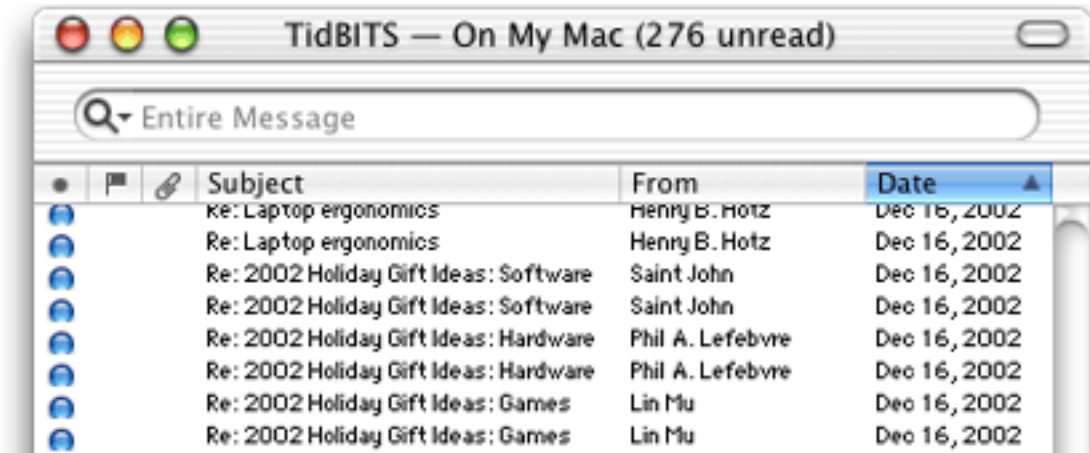 TidBITS — On My Mac (276 unread)
Entire Message
Subject From Date
Re: Laptop ergonomics Henry B. Hotz Dec 16, 2002
Re: Laptop ergonomics Henry B. Hotz Dec 16, 2002
Re: 2002 Holiday Gift Ideas: Software Saint John Dec 16, 2002
Re: 2002 Holiday Gift Ideas: Software Saint John Dec 16, 2002
Re: 2002 Holiday Gift Ideas: Hardware Phil A. Lefebvre Dec 16, 2002
Re: 2002 Holiday Gift Ideas: Hardware Phil A. Lefebvre Dec 16, 2002
Re: 2002 Holiday Gift Ideas: Games Lin Mu Dec 16, 2002
Re: 2002 Holiday Gift Ideas: Games Lin Mu Dec 16, 2002